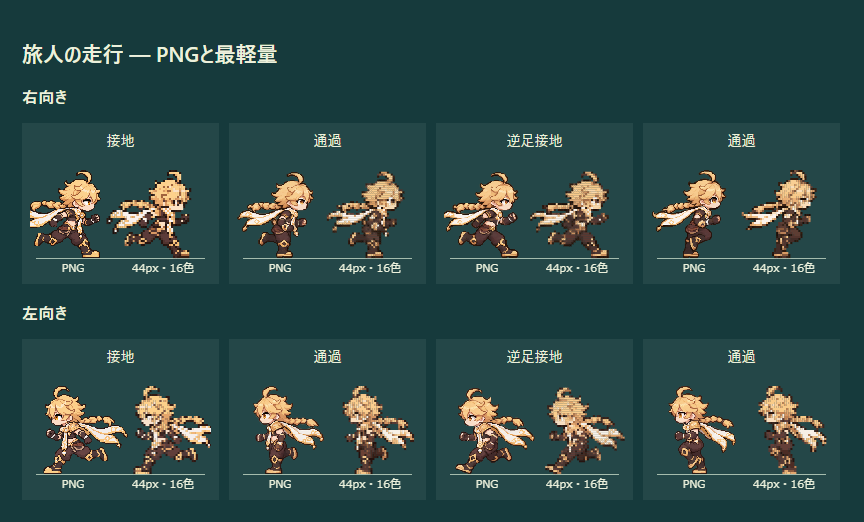 旅人の走行 — PNGと最軽量
右向き
接地 通過 逆足接地 通過
PNG 44px・16色 PNG 44px・16色 PNG 44px・16色 PNG 44px・16色
左向き
接地 通過 逆足接地 通過
PNG 44px・16色 PNG 44px・16色 PNG 44px・16色 PNG 44px・16色